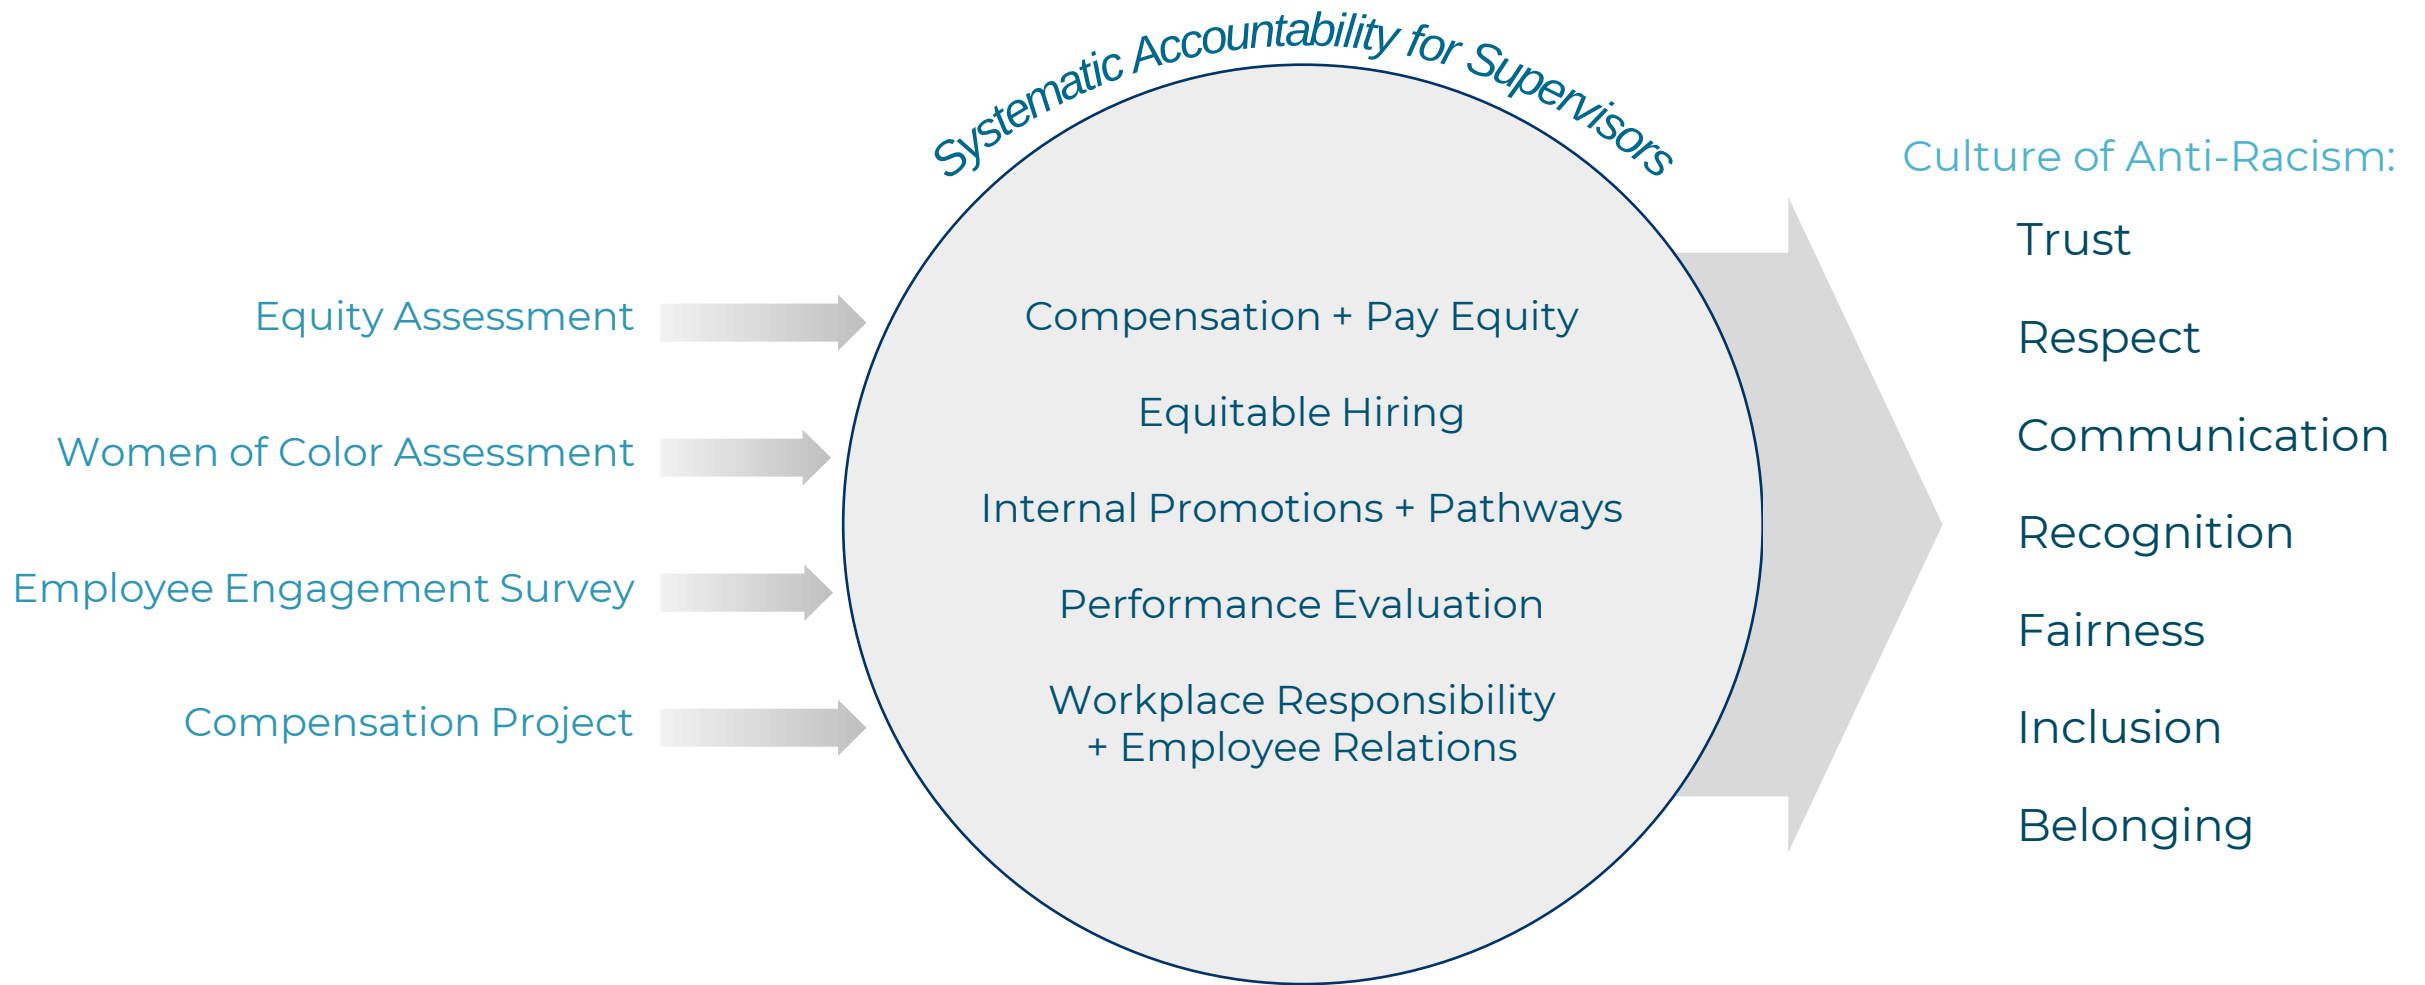 Systematic Accountability for Supervisors
Equity Assessment
Women of Color Assessment
Employee Engagement Survey
Compensation Project
Compensation + Pay Equity
Equitable Hiring
Internal Promotions + Pathways
Performance Evaluation
Workplace Responsibility
+ Employee Relations
Culture of Anti-Racism:
Trust
Respect
Communication
Recognition
Fairness
Inclusion
Belonging